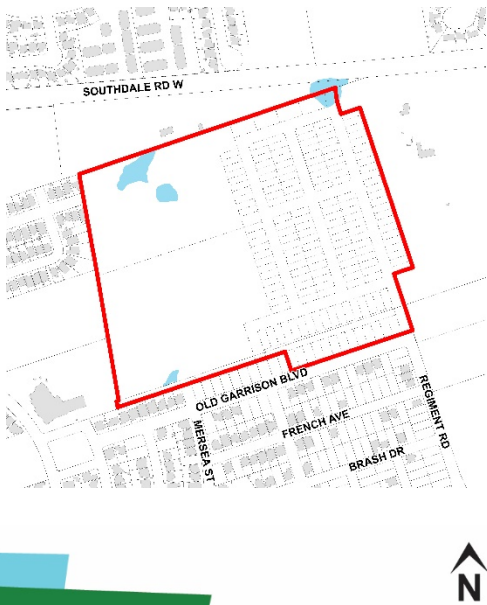 SOUTHDALE RD W
OLD GARRISON BLVD
MERSEA ST
FRENCH AVE
REGIMENT RD
BRASH DR
N